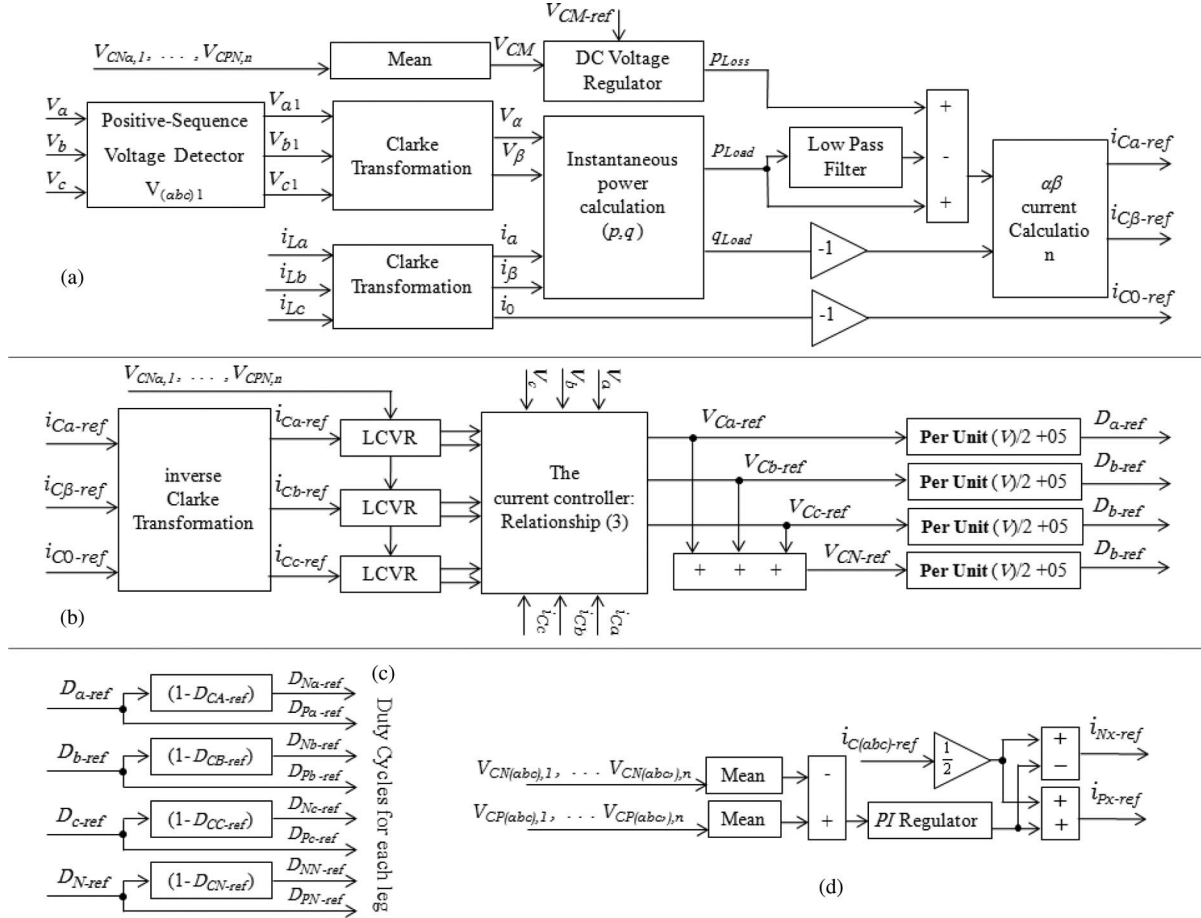 V_CM-ref
V_CNa,1, . . . , V_CPN,n
Mean
V_CM
DC Voltage
Regulator
p_Loss
V_a
V_b
V_c
Positive-Sequence
Voltage Detector
V_(abc)1
V_a1
V_b1
V_c1
Clarke
Transformation
V_α
V_β
Instantaneous
power
calculation
(p,q)
p_Load
Low Pass
Filter
+
-
+
q_Load
-1
αβ
current
Calculatio
n
i_Ca-ref
i_Cβ-ref
i_C0-ref
(a)
i_La
i_Lb
i_Lc
Clarke
Transformation
i_a
i_β
i_0
-1
V_CNa,1, . . . , V_CPN,n
i_Ca-ref
i_Cβ-ref
i_C0-ref
inverse
Clarke
Transformation
i_Ca-ref
i_Cb-ref
i_Cc-ref
LCVR
LCVR
LCVR
V_c
V_b
V_a
The
current controller:
Relationship (3)
i_Cc
i_Cb
i_Ca
V_Ca-ref
V_Cb-ref
V_Cc-ref
+ + +
V_CN-ref
Per Unit (V)/2 +05
Per Unit (V)/2 +05
Per Unit (V)/2 +05
Per Unit (V)/2 +05
D_a-ref
D_b-ref
D_b-ref
D_b-ref
(b)
(c)
D_a-ref
(1- D_CA-ref)
D_Na-ref
D_Pa-ref
D_b-ref
(1- D_CB-ref)
D_Nb-ref
D_Pb-ref
D_c-ref
(1- D_CC-ref)
D_Nc-ref
D_Pc-ref
D_N-ref
(1- D_CN-ref)
D_NN-ref
D_PN-ref
Duty Cycles for each leg
V_CN(abc),1, . . . V_CN(abc),n
Mean
V_CP(abc),1, . . . V_CP(abc),n
Mean
-
+
i_C(abc)-ref
1/2
PI Regulator
+
−
+
+
i_Nx-ref
i_Px-ref
(d)